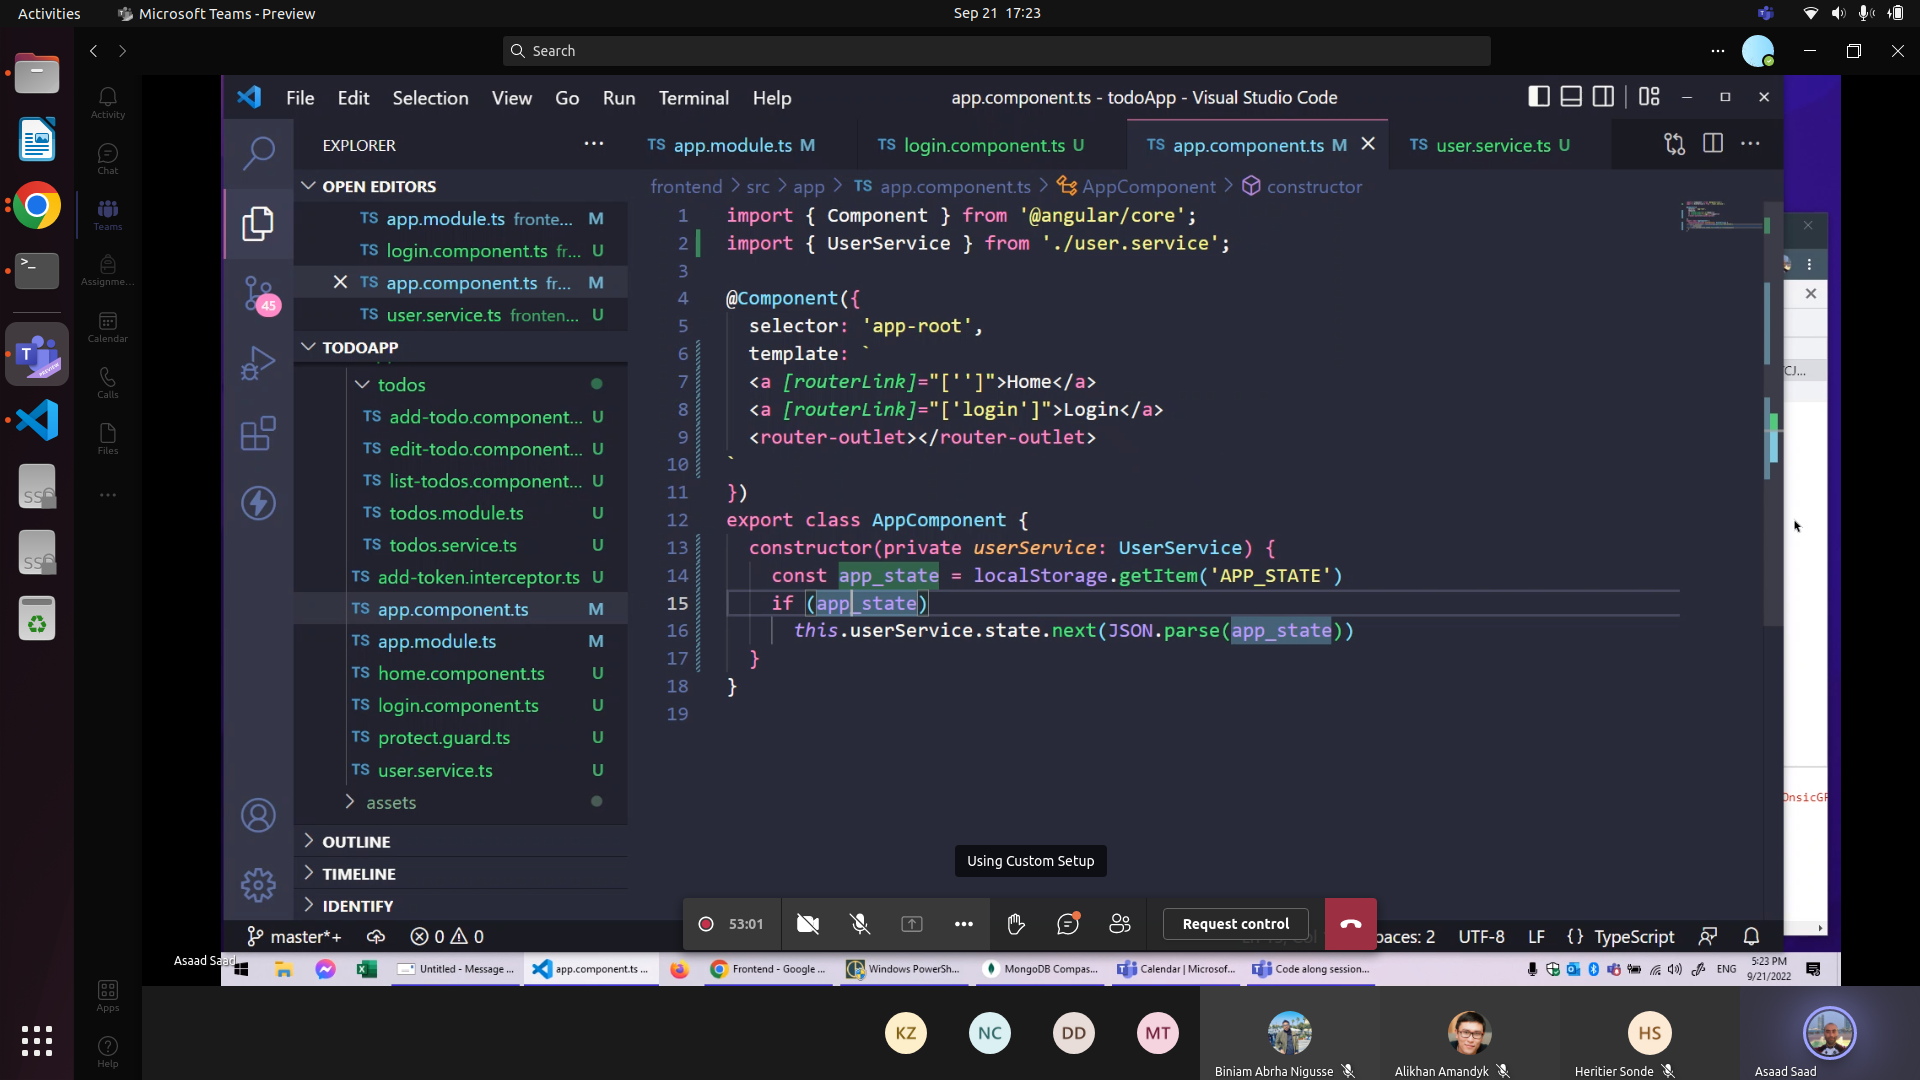 Activities
Microsoft Teams - Preview
Sep 21 17:23
Search
Activity
Chat
Teams
Assignme...
Calendar
Calls
Files
Apps
Help
File Edit Selection View Go Run Terminal Help
app.component.ts - todoApp - Visual Studio Code
EXPLORER
OPEN EDITORS
TS app.module.ts fronte... M
TS login.component.ts fr... U
TS app.component.ts fr... M
TS user.service.ts fronten... U
45
TODOAPP
todos
TS add-todo.component... U
TS edit-todo.component... U
TS list-todos.component... U
TS todos.module.ts U
TS todos.service.ts U
TS add-token.interceptor.ts U
TS app.component.ts M
TS app.module.ts M
TS home.component.ts U
TS login.component.ts U
TS protect.guard.ts U
TS user.service.ts U
assets
OUTLINE
TIMELINE
IDENTIFY
TS app.module.ts M
TS login.component.ts U
TS app.component.ts M
TS user.service.ts U
frontend > src > app > TS app.component.ts > AppComponent > constructor
1 import { Component } from '@angular/core';
2 import { UserService } from './user.service';
3
4 @Component({
5 selector: 'app-root',
6 template: `
7 <a [routerLink]="['']">Home</a>
8 <a [routerLink]="['login']">Login</a>
9 <router-outlet></router-outlet>
10 `
11 })
12 export class AppComponent {
13 constructor(private userService: UserService) {
14 const app_state = localStorage.getItem('APP_STATE')
15 if (app_state)
16 this.userService.state.next(JSON.parse(app_state))
17 }
18 }
19
CJ...
OnsicGF
Using Custom Setup
53:01
Request control
master*+
0 0
paces: 2
UTF-8
LF
{} TypeScript
Asaad Saad
Untitled - Message ...
app.component.ts ...
Frontend - Google ...
Windows PowerSh...
MongoDB Compas...
Calendar | Microsof...
Code along session...
ENG
5:23 PM
9/21/2022
KZ
NC
DD
MT
HS
Biniam Abrha Nigusse
Alikhan Amandyk
Heritier Sonde
Asaad Saad